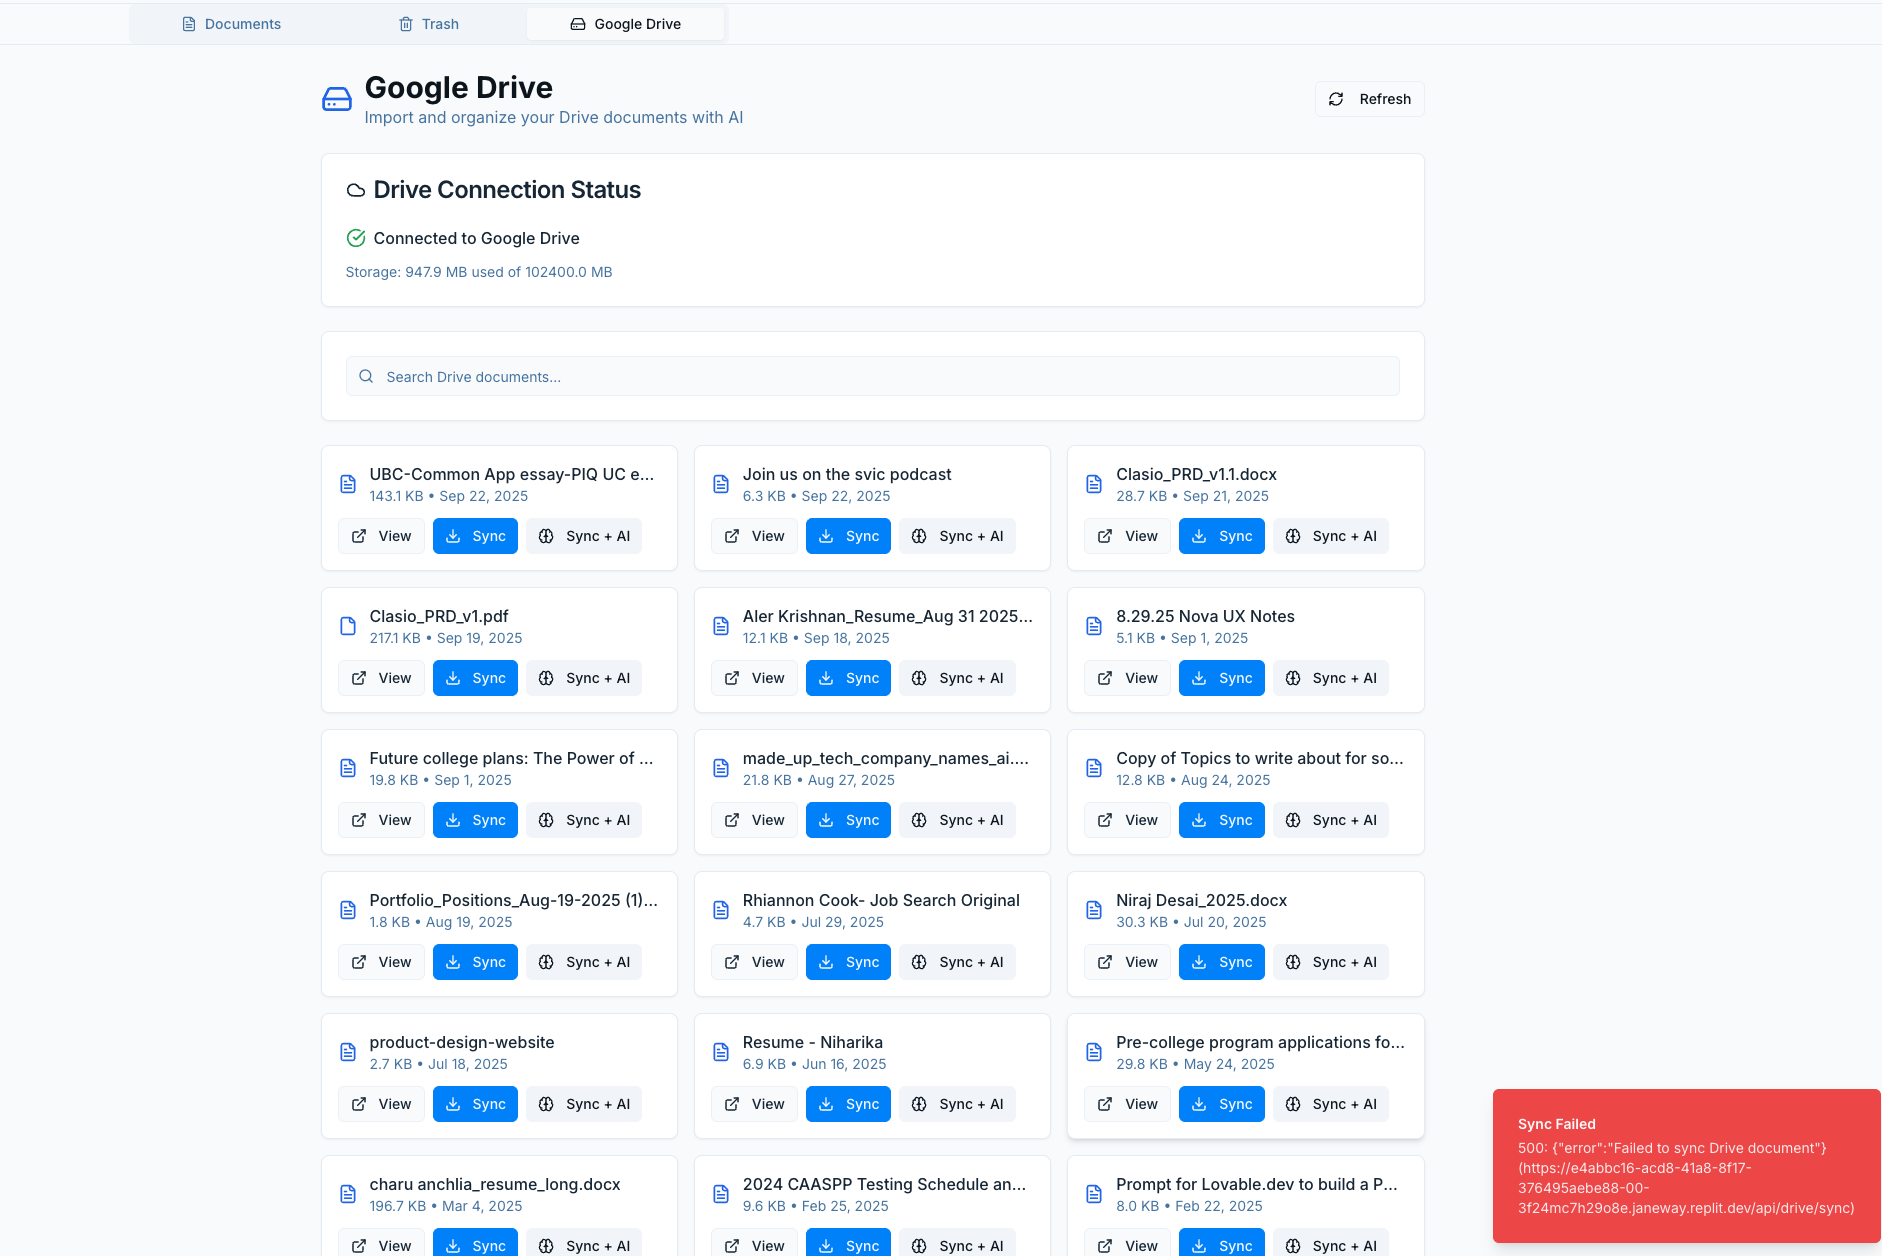 Documents
Trash
Google Drive
Google Drive
Import and organize your Drive documents with AI
Refresh
Drive Connection Status
Connected to Google Drive
Storage: 947.9 MB used of 102400.0 MB
Search Drive documents...
UBC-Common App essay-PIQ UC e...
143.1 KB • Sep 22, 2025
View
Sync
Sync + AI
Join us on the svic podcast
6.3 KB • Sep 22, 2025
View
Sync
Sync + AI
Clasio_PRD_v1.1.docx
28.7 KB • Sep 21, 2025
View
Sync
Sync + AI
Clasio_PRD_v1.pdf
217.1 KB • Sep 19, 2025
View
Sync
Sync + AI
Aler Krishnan_Resume_Aug 31 2025...
12.1 KB • Sep 18, 2025
View
Sync
Sync + AI
8.29.25 Nova UX Notes
5.1 KB • Sep 1, 2025
View
Sync
Sync + AI
Future college plans: The Power of ...
19.8 KB • Sep 1, 2025
View
Sync
Sync + AI
made_up_tech_company_names_ai....
21.8 KB • Aug 27, 2025
View
Sync
Sync + AI
Copy of Topics to write about for so...
12.8 KB • Aug 24, 2025
View
Sync
Sync + AI
Portfolio_Positions_Aug-19-2025 (1)...
1.8 KB • Aug 19, 2025
View
Sync
Sync + AI
Rhiannon Cook- Job Search Original
4.7 KB • Jul 29, 2025
View
Sync
Sync + AI
Niraj Desai_2025.docx
30.3 KB • Jul 20, 2025
View
Sync
Sync + AI
product-design-website
2.7 KB • Jul 18, 2025
View
Sync
Sync + AI
Resume - Niharika
6.9 KB • Jun 16, 2025
View
Sync
Sync + AI
Pre-college program applications fo...
29.8 KB • May 24, 2025
View
Sync
Sync + AI
charu anchlia_resume_long.docx
196.7 KB • Mar 4, 2025
View
Sync
Sync + AI
2024 CAASPP Testing Schedule an...
9.6 KB • Feb 25, 2025
View
Sync
Sync + AI
Prompt for Lovable.dev to build a P...
8.0 KB • Feb 22, 2025
View
Sync
Sync + AI
Sync Failed
500: {"error":"Failed to sync Drive document"}
(https://e4abbc16-acd8-41a8-8f17-
376495aebe88-00-
3f24mc7h29o8e.janeway.replit.dev/api/drive/sync)